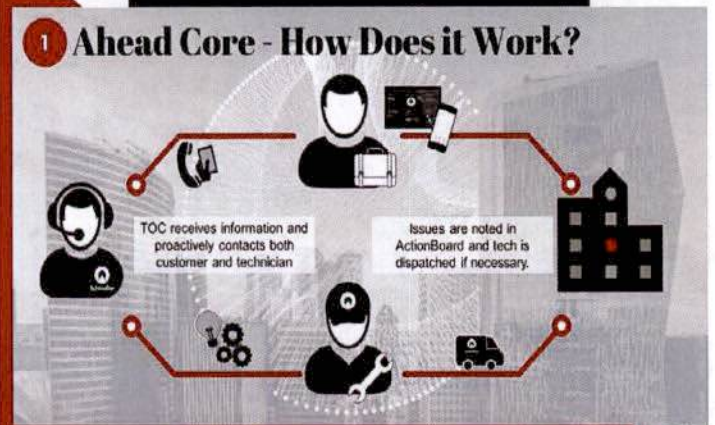 1 Ahead Core - How Does it Work?
TOC receives information and
proactively contacts both
customer and technician
Issues are noted in
ActionBoard and tech is
dispatched if necessary.
Schindler